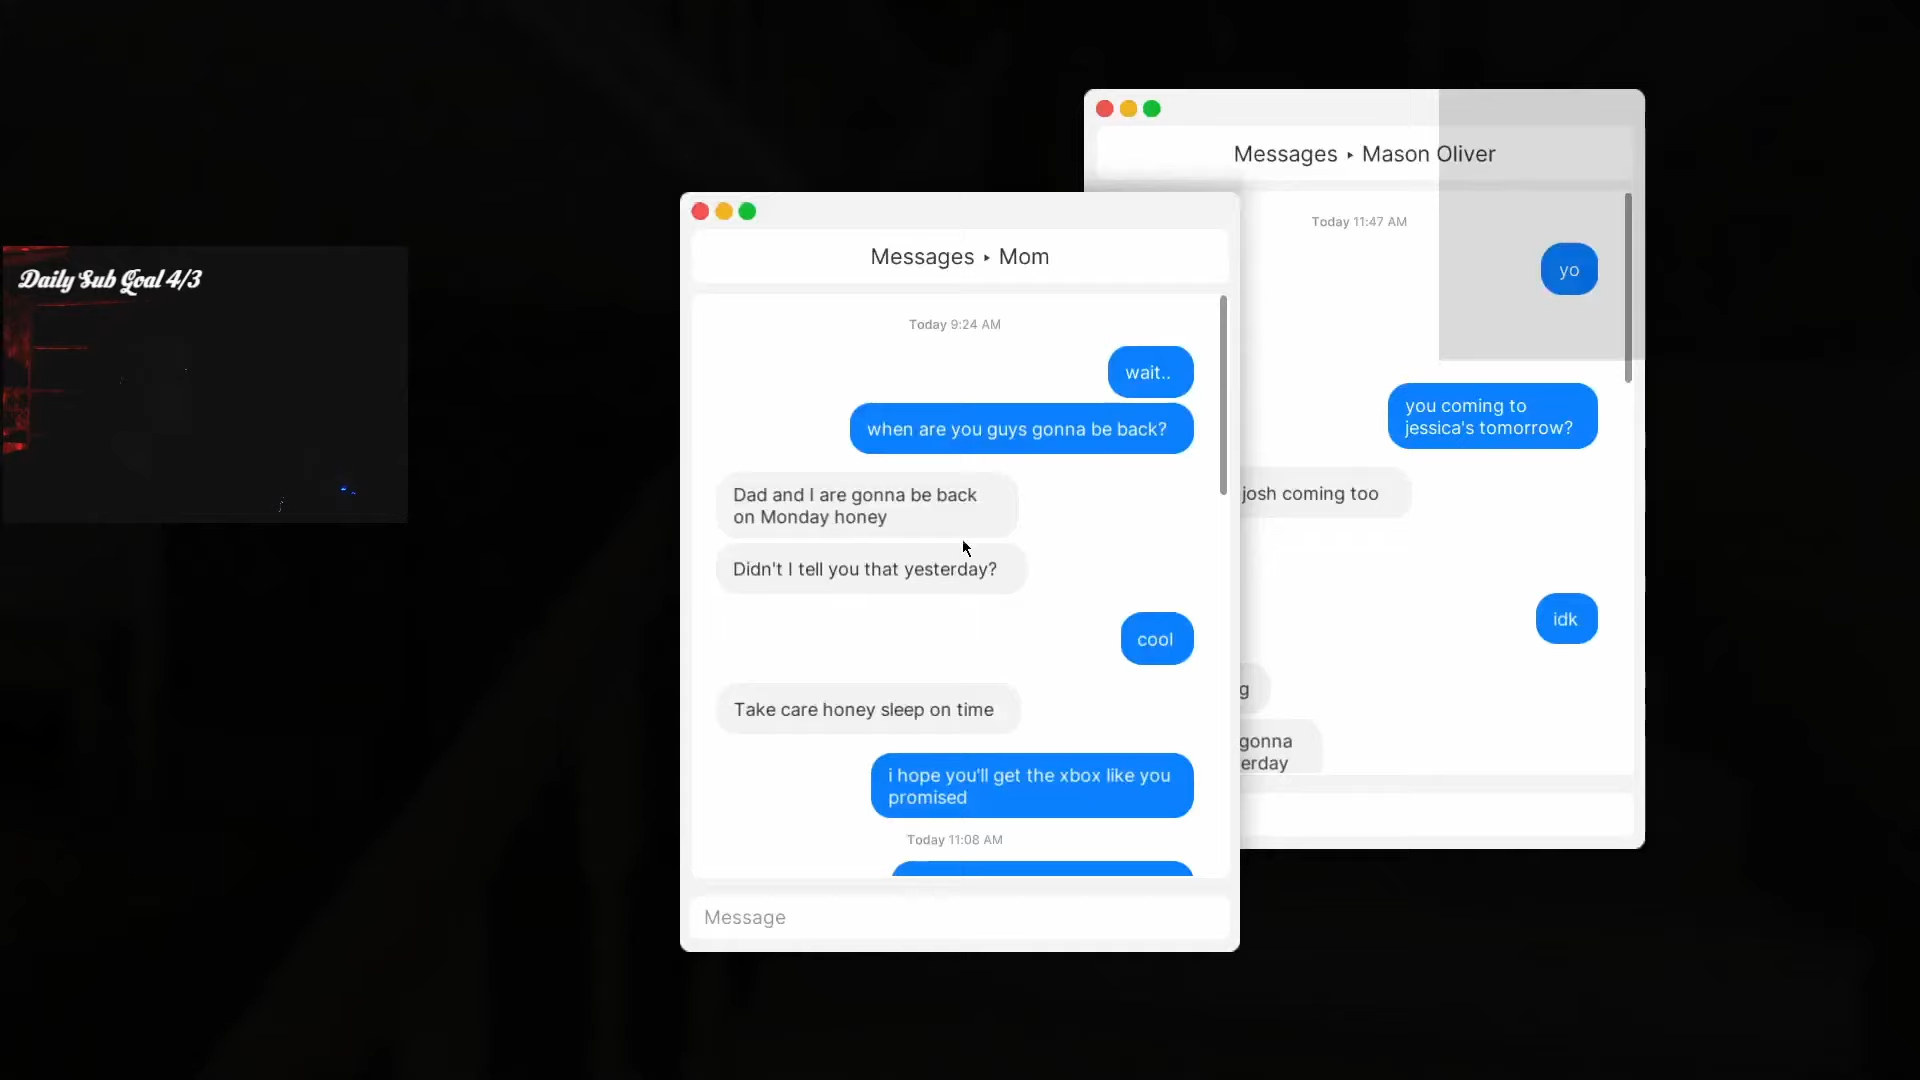 Daily Sub Goal 4/3
Messages ▸ Mom
Today 9:24 AM
wait..
when are you guys gonna be back?
Dad and I are gonna be back
on Monday honey
Didn't I tell you that yesterday?
cool
Take care honey sleep on time
i hope you'll get the xbox like you
promised
Today 11:08 AM
Message
Messages ▸ Mason Oliver
Today 11:47 AM
yo
you coming to
jessica's tomorrow?
josh coming too
idk
g
gonna
erday